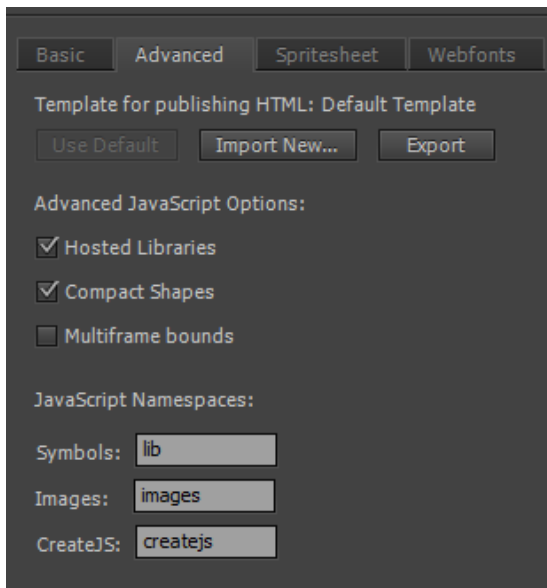 Basic Advanced Spritesheet Webfonts
Template for publishing HTML: Default Template
Use Default Import New... Export
Advanced JavaScript Options:
Hosted Libraries
Compact Shapes
Multiframe bounds
JavaScript Namespaces:
Symbols: lib
Images: images
CreateJS: createjs